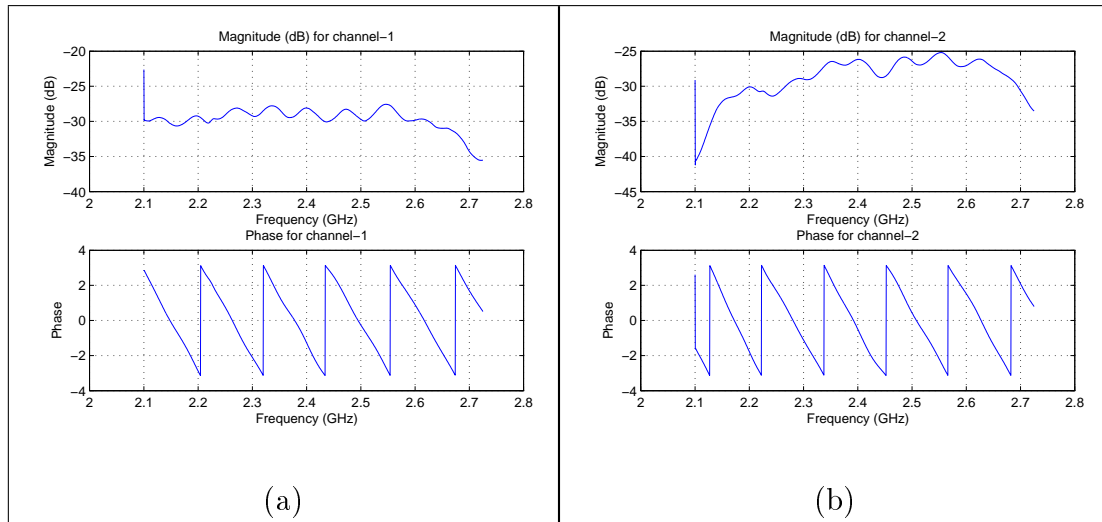 Magnitude (dB) for channel−1
−20
−25
−30
−35
−40
Magnitude (dB)
2 2.1 2.2 2.3 2.4 2.5 2.6 2.7 2.8
Frequency (GHz)
Phase for channel−1
4
2
0
−2
−4
Phase
2 2.1 2.2 2.3 2.4 2.5 2.6 2.7 2.8
Frequency (GHz)
(a)
Magnitude (dB) for channel−2
−25
−30
−35
−40
−45
Magnitude (dB)
2 2.1 2.2 2.3 2.4 2.5 2.6 2.7 2.8
Frequency (GHz)
Phase for channel−2
4
2
0
−2
−4
Phase
2 2.1 2.2 2.3 2.4 2.5 2.6 2.7 2.8
Frequency (GHz)
(b)